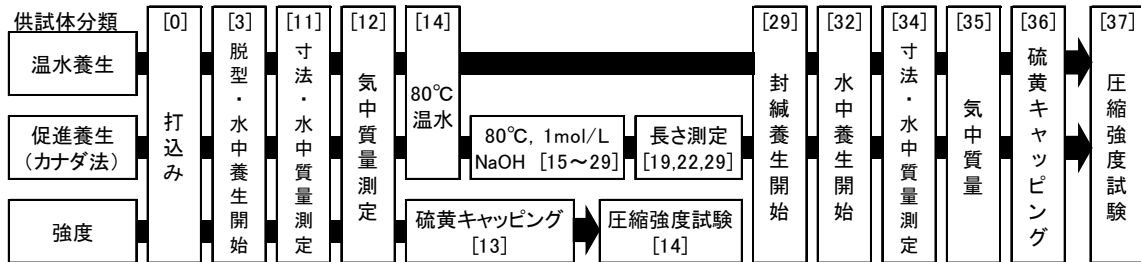 供試体分類
[0]
[3]
[11]
[12]
[14]
[29]
[32]
[34]
[35]
[36]
[37]
温水養生
促進養生
(カナダ法)
強度
打込み
脱型・水中養生開始
寸法・水中質量測定
気中質量測定
80℃
温水
80℃, 1mol/L
NaOH [15～29]
長さ測定
[19,22,29]
硫黄キャッピング
[13]
圧縮強度試験
[14]
封緘養生開始
水中養生開始
寸法・水中質量測定
気中質量
硫黄キャッピング
圧縮強度試験